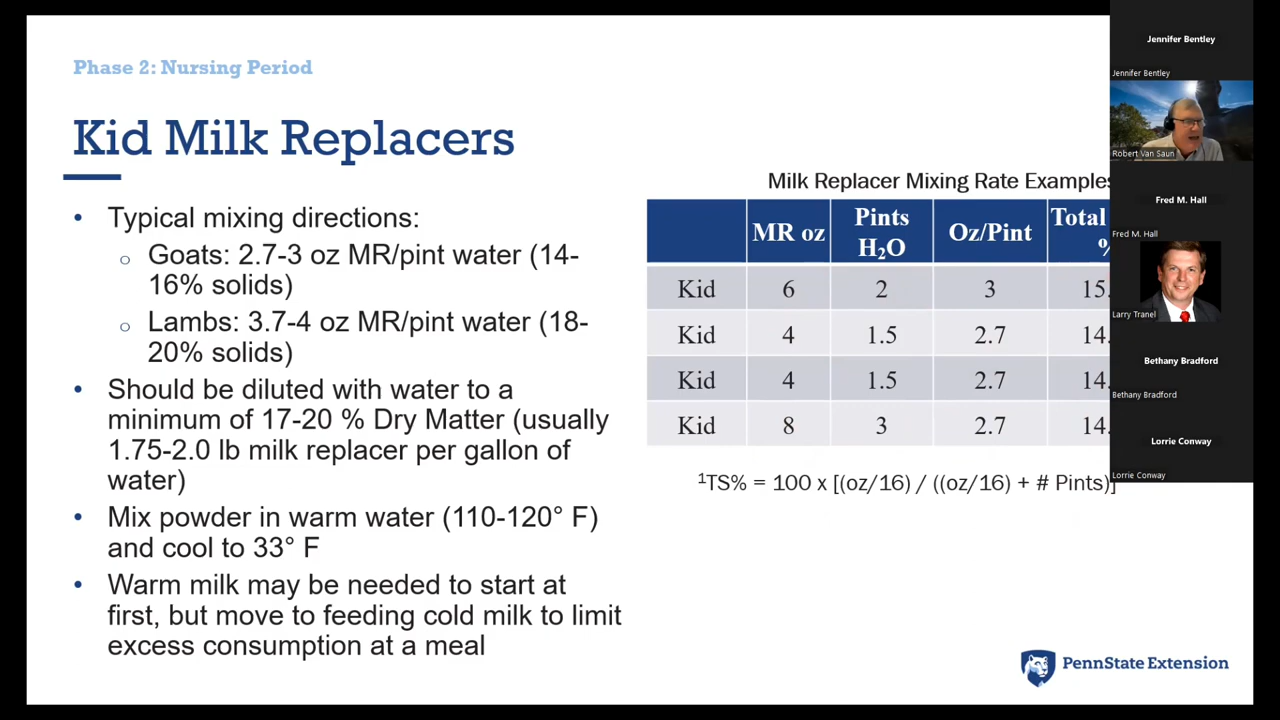 Phase 2: Nursing Period
Kid Milk Replacers
• Typical mixing directions:
o Goats: 2.7-3 oz MR/pint water (14-
16% solids)
o Lambs: 3.7-4 oz MR/pint water (18-
20% solids)
• Should be diluted with water to a
minimum of 17-20 % Dry Matter (usually
1.75-2.0 lb milk replacer per gallon of
water)
• Mix powder in warm water (110-120° F)
and cool to 33° F
• Warm milk may be needed to start at
first, but move to feeding cold milk to limit
excess consumption at a meal
Milk Replacer Mixing Rate Examples
MR oz Pints H₂O Oz/Pint Total
Kid 6 2 3 15.
Kid 4 1.5 2.7 14.
Kid 4 1.5 2.7 14.
Kid 8 3 2.7 14.
¹TS% = 100 x [(oz/16) / ((oz/16) + # Pints)]
PennState Extension
Jennifer Bentley
Jennifer Bentley
Robert Van Saun
Fred M. Hall
Fred M. Hall
Larry Tranel
Bethany Bradford
Bethany Bradford
Lorrie Conway
Lorrie Conway